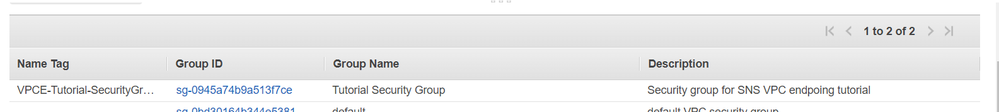 1 to 2 of 2
Name Tag Group ID Group Name Description
VPCE-Tutorial-SecurityGr... sg-0945a74b9a513f7ce Tutorial Security Group Security group for SNS VPC endpoing tutorial
sg-0bd30164b344e5381 default default VPC security group